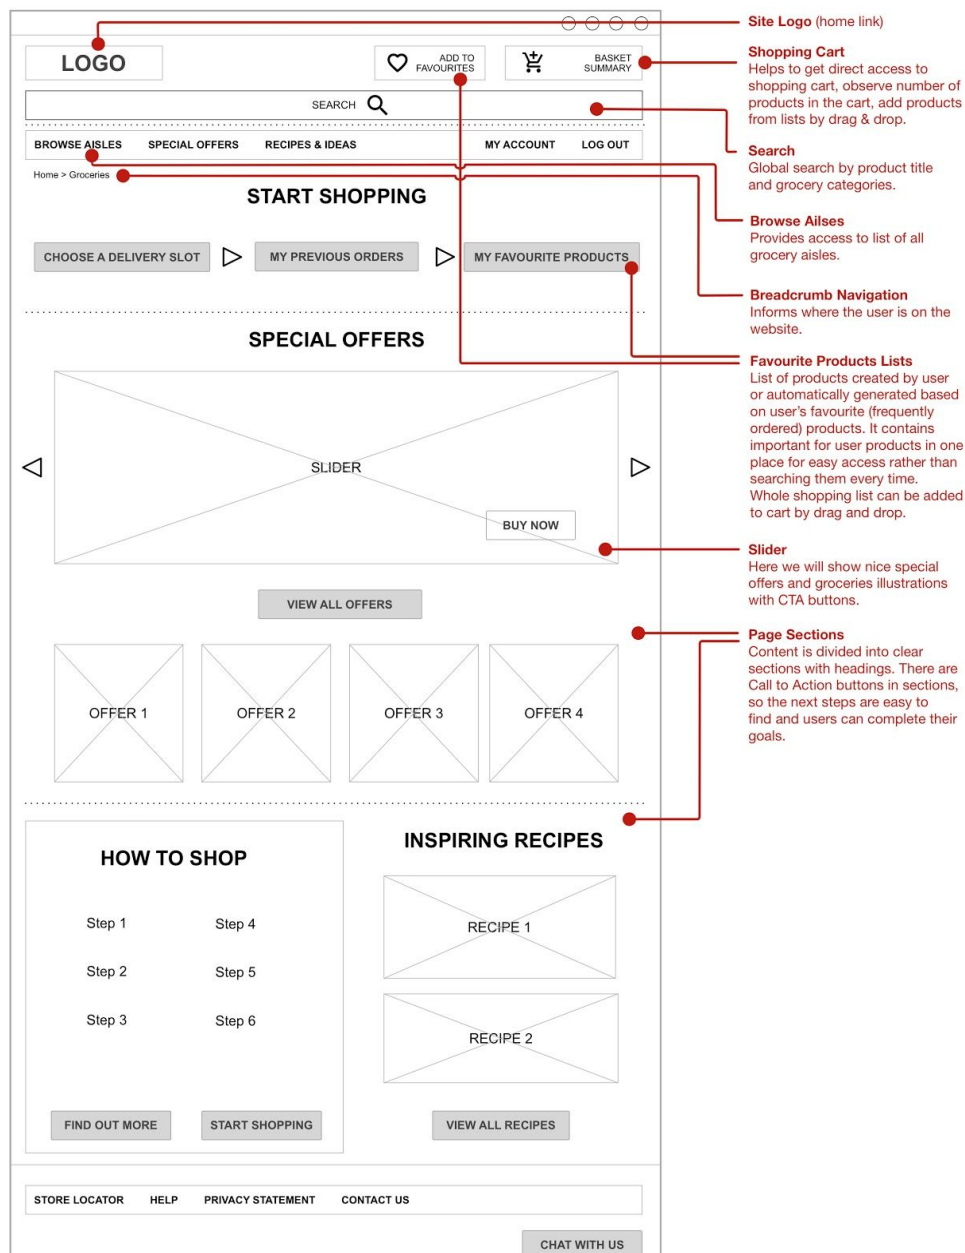 LOGO
ADD TO
FAVOURITES
BASKET
SUMMARY
SEARCH
BROWSE AISLES
SPECIAL OFFERS
RECIPES & IDEAS
MY ACCOUNT
LOG OUT
Home > Groceries
START SHOPPING
CHOOSE A DELIVERY SLOT
MY PREVIOUS ORDERS
MY FAVOURITE PRODUCTS
SPECIAL OFFERS
SLIDER
BUY NOW
VIEW ALL OFFERS
OFFER 1
OFFER 2
OFFER 3
OFFER 4
HOW TO SHOP
Step 1
Step 4
Step 2
Step 5
Step 3
Step 6
FIND OUT MORE
START SHOPPING
INSPIRING RECIPES
RECIPE 1
RECIPE 2
VIEW ALL RECIPES
STORE LOCATOR
HELP
PRIVACY STATEMENT
CONTACT US
CHAT WITH US
Site Logo (home link)
Shopping Cart
Helps to get direct access to
shopping cart, observe number of
products in the cart, add products
from lists by drag & drop.
Search
Global search by product title
and grocery categories.
Browse Ailses
Provides access to list of all
grocery aisles.
Breadcrumb Navigation
Informs where the user is on the
website.
Favourite Products Lists
List of products created by user
or automatically generated based
on user's favourite (frequently
ordered) products. It contains
important for user products in one
place for easy access rather than
searching them every time.
Whole shopping list can be added
to cart by drag and drop.
Slider
Here we will show nice special
offers and groceries illustrations
with CTA buttons.
Page Sections
Content is divided into clear
sections with headings. There are
Call to Action buttons in sections,
so the next steps are easy to
find and users can complete their
goals.